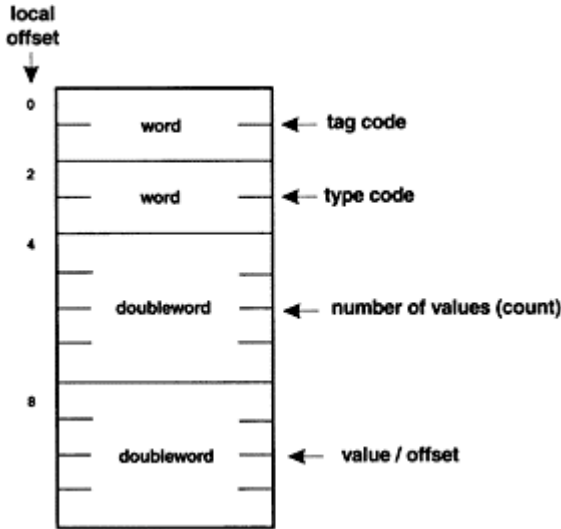 local
offset
0
word
tag code
2
word
type code
4
doubleword
number of values (count)
8
doubleword
value / offset